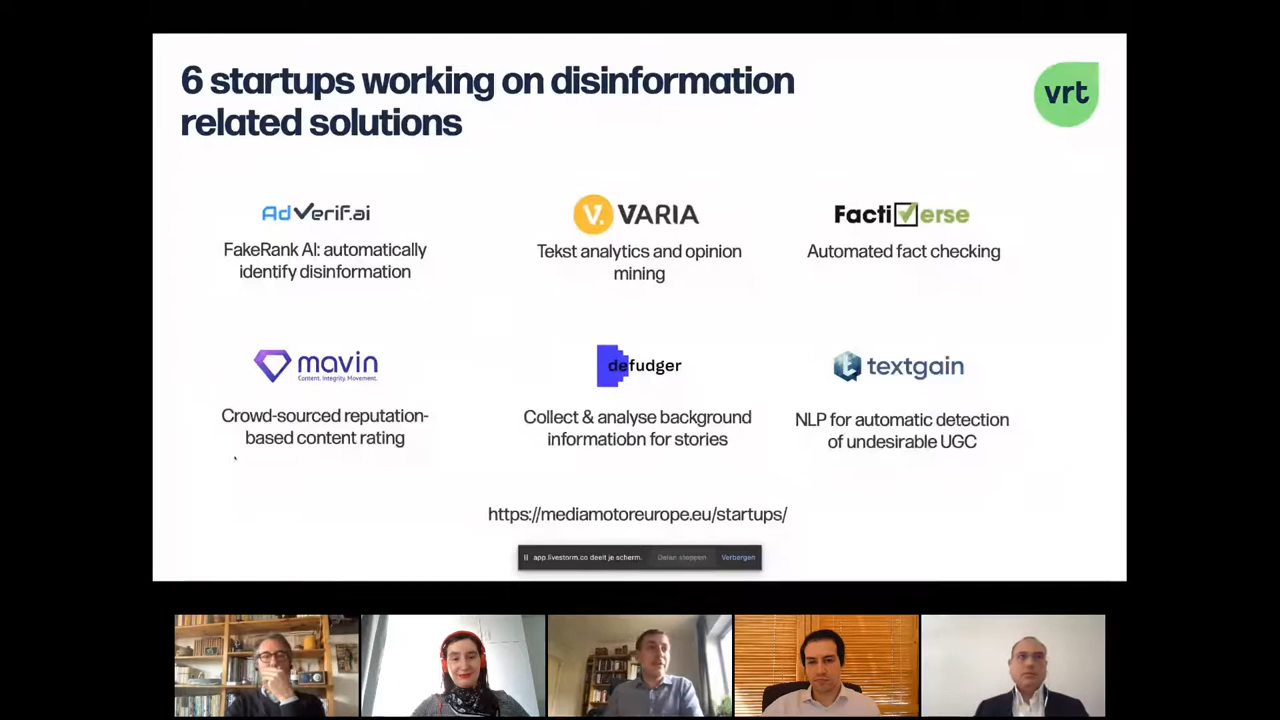 6 startups working on disinformation
related solutions
vrt
AdVerif.ai
FakeRank AI: automatically
identify disinformation
V. VARIA
Tekst analytics and opinion
mining
Factiverse
Automated fact checking
mavin
Content. Integrity. Movement.
Crowd-sourced reputation-
based content rating
defudger
Collect & analyse background
informatiobn for stories
t textgain
NLP for automatic detection
of undesirable UGC
https://mediamotoreurope.eu/startups/
app.livestorm.co deelt je scherm. Delen stoppen Verbergen